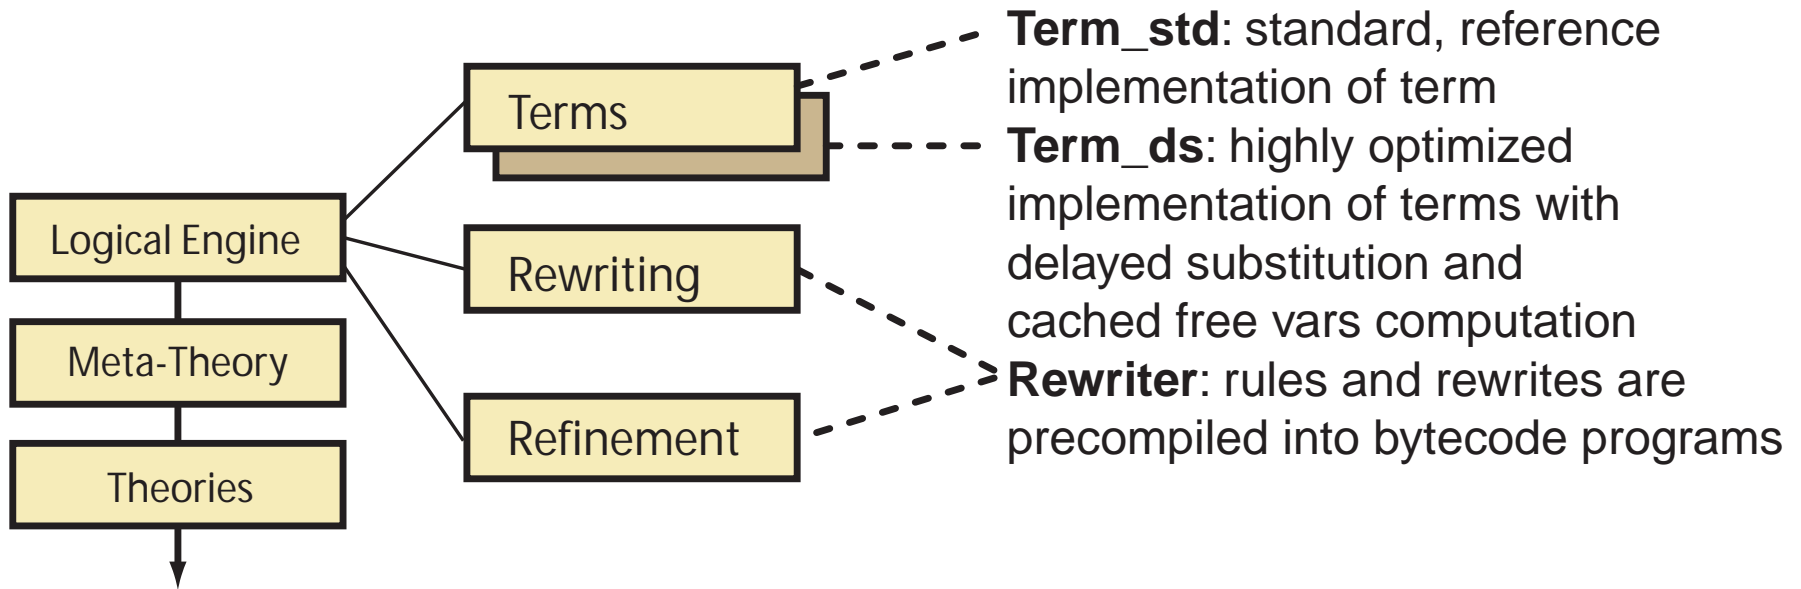 Logical Engine
Meta-Theory
Theories
Terms
Rewriting
Refinement
Term_std: standard, reference
implementation of term
Term_ds: highly optimized
implementation of terms with
delayed substitution and
cached free vars computation
Rewriter: rules and rewrites are
precompiled into bytecode programs